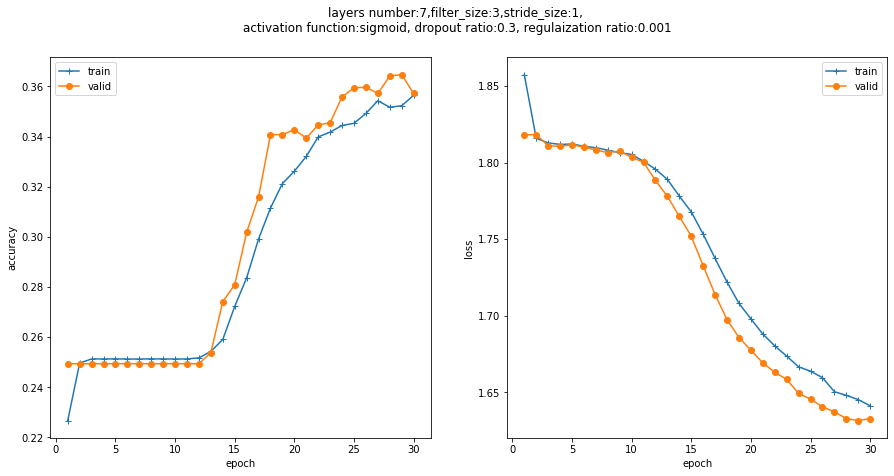 layers number:7,filter_size:3,stride_size:1,
activation function:sigmoid, dropout ratio:0.3, regulaization ratio:0.001
train
valid
0.36
0.34
0.32
0.30
0.28
0.26
0.24
0.22
accuracy
0 5 10 15 20 25 30
epoch
train
valid
1.85
1.80
1.75
1.70
1.65
loss
0 5 10 15 20 25 30
epoch